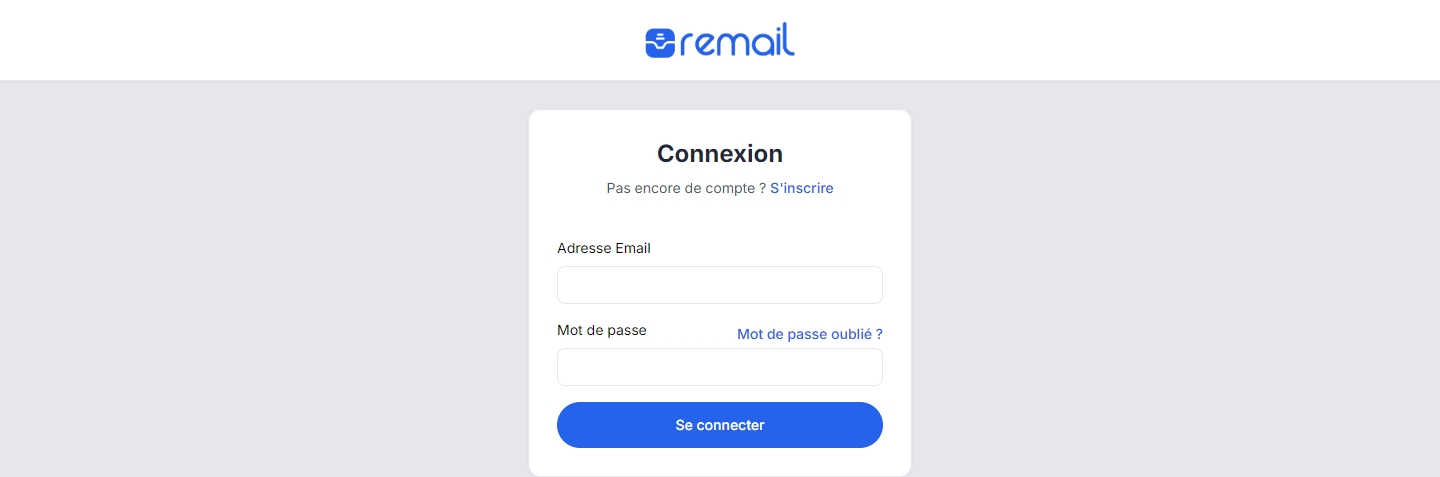 remail
Connexion
Pas encore de compte ? S'inscrire
Adresse Email
Mot de passe
Mot de passe oublié ?
Se connecter